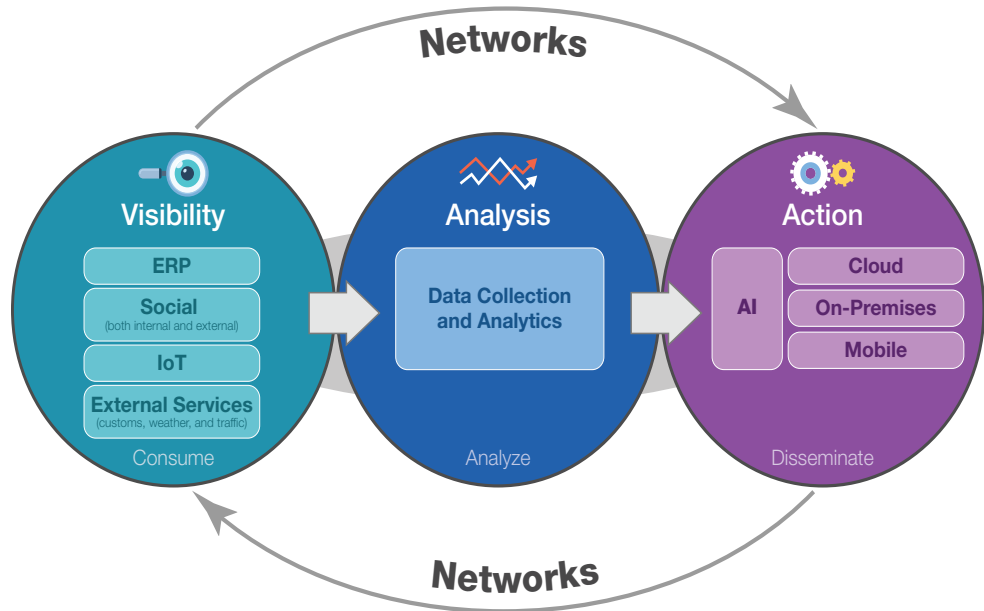 Networks
Visibility
ERP
Social
(both internal and external)
IoT
External Services
(customs, weather, and traffic)
Consume
Analysis
Data Collection
and Analytics
Analyze
Action
AI
Cloud
On-Premises
Mobile
Disseminate
Networks